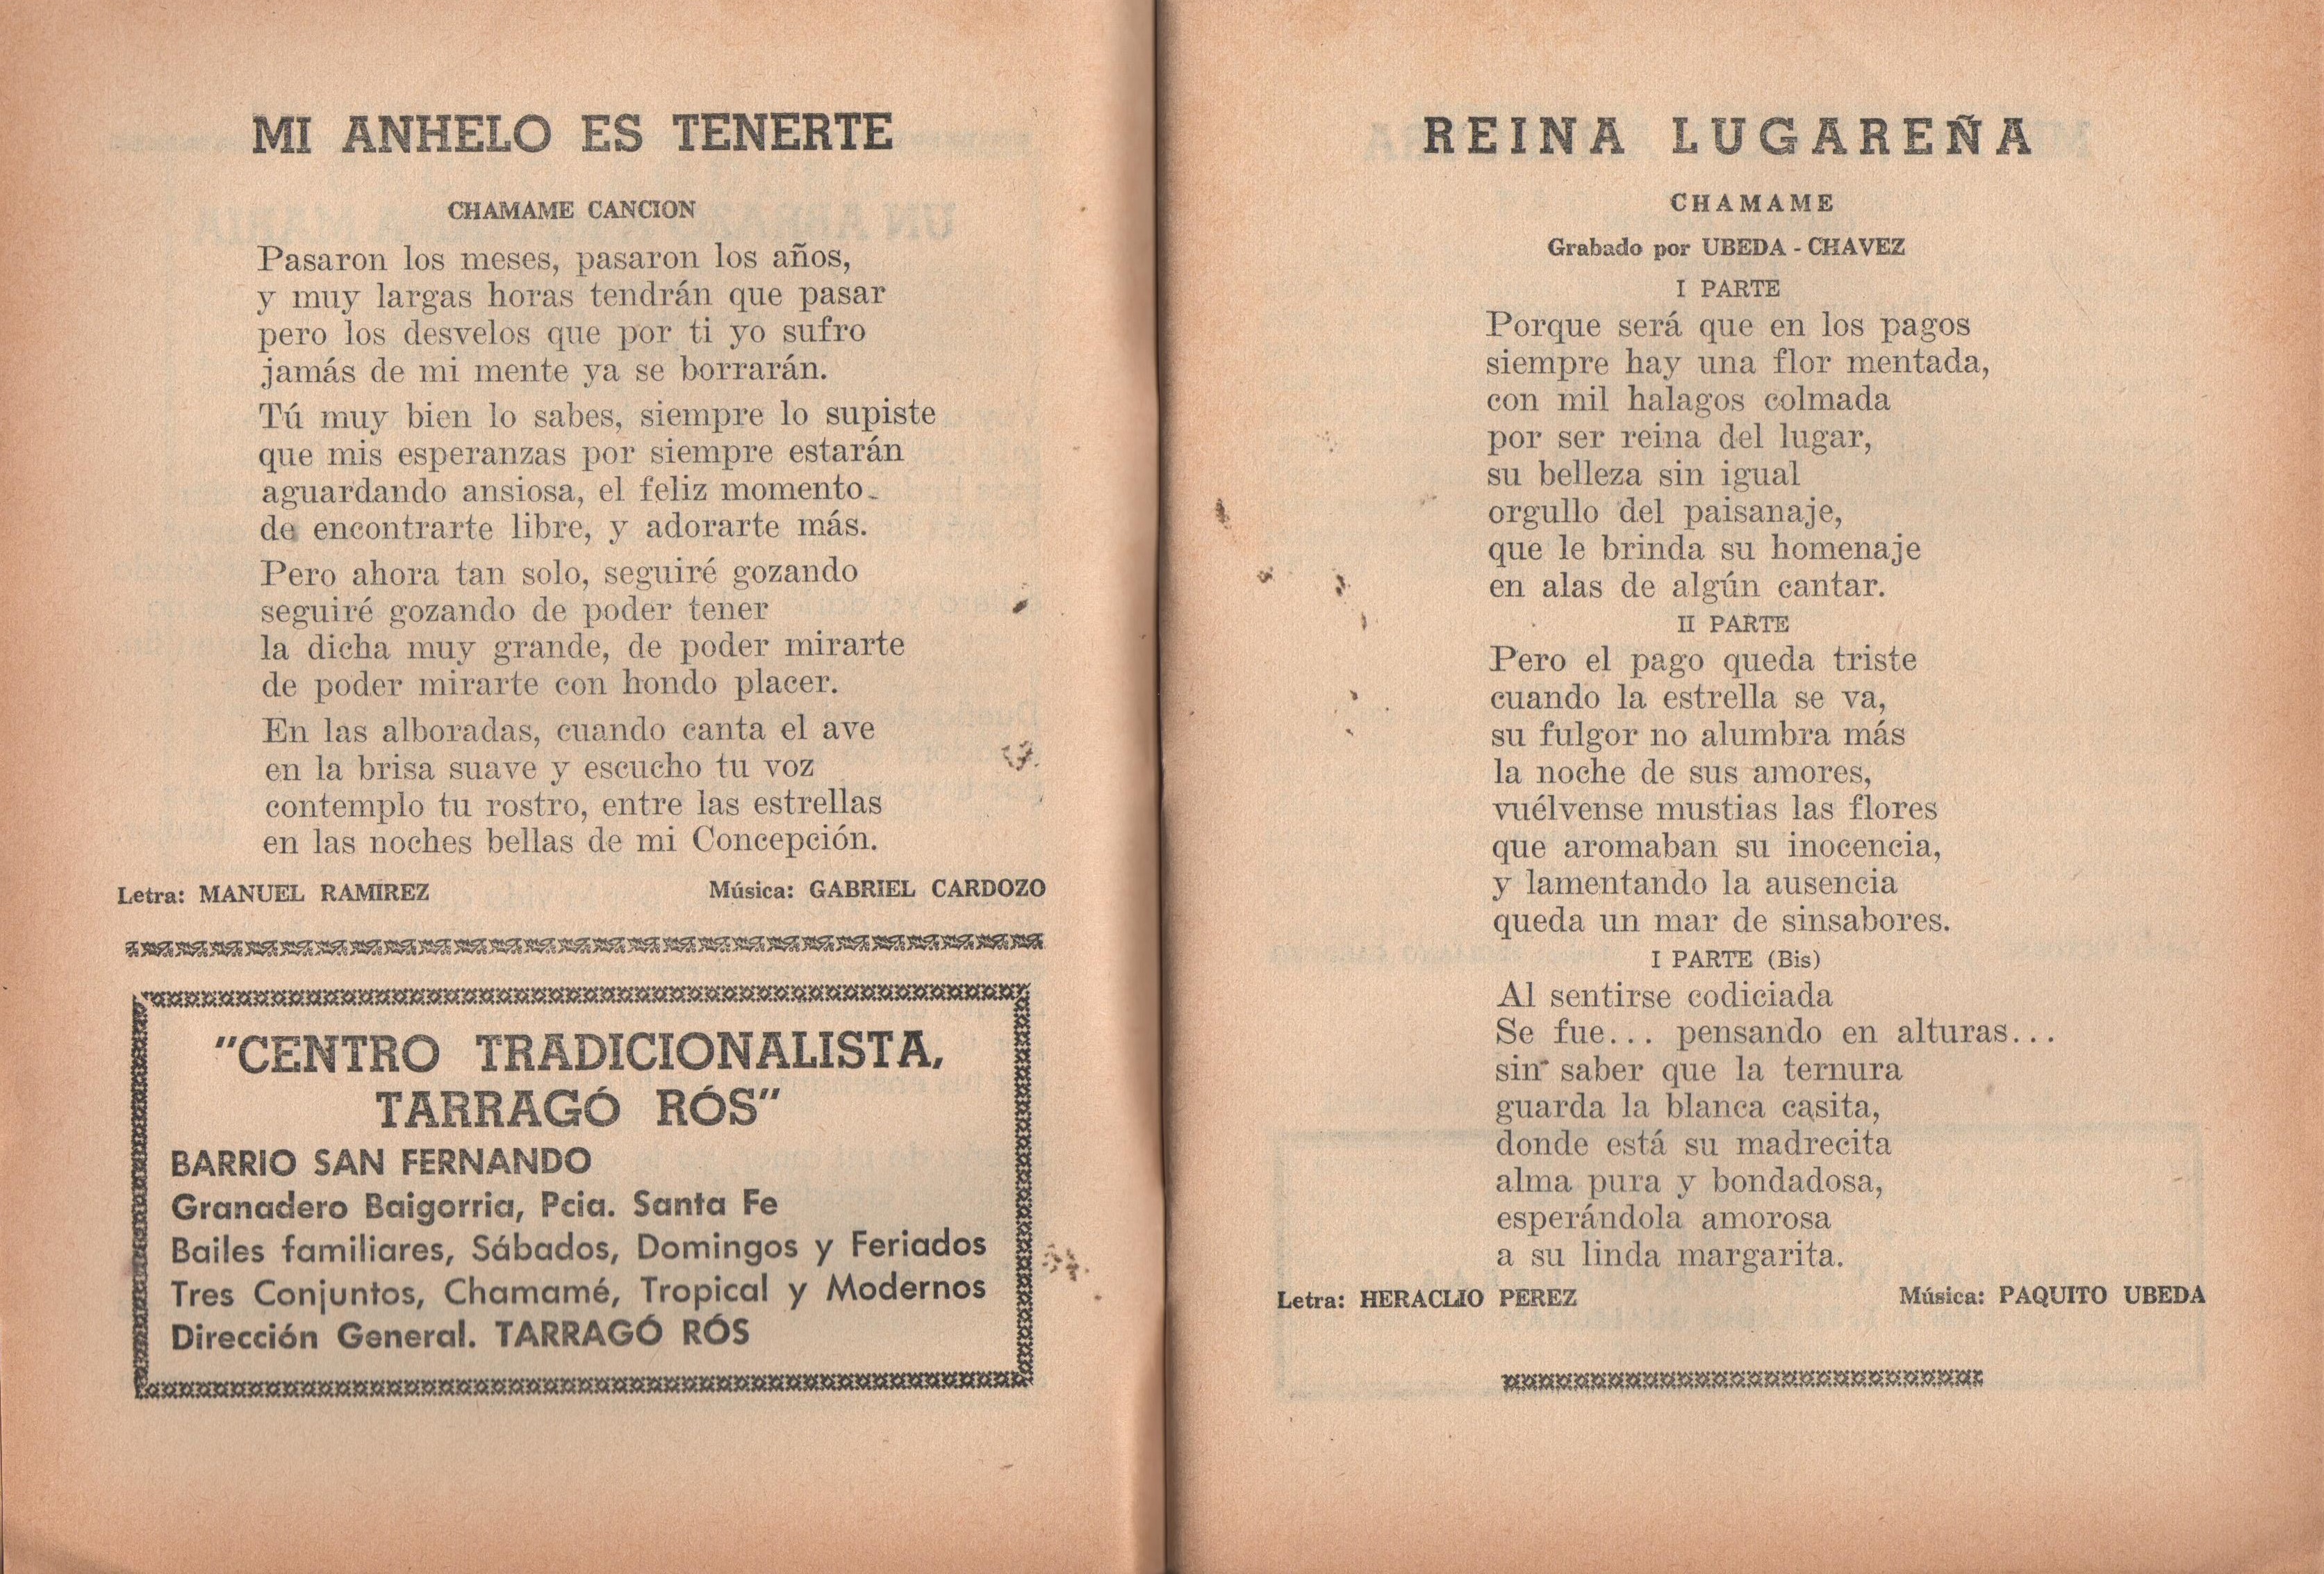 MI ANHELO ES TENERTE
CHAMAME CANCION
Pasaron los meses, pasaron los años,
y muy largas horas tendrán que pasar
pero los desvelos que por ti yo sufro
jamás de mi mente ya se borrarán.
Tú muy bien lo sabes, siempre lo supiste
que mis esperanzas por siempre estarán
aguardando ansiosa, el feliz momento
de encontrarte libre, y adorarte más.
Pero ahora tan solo, seguiré gozando
seguiré gozando de poder tener
la dicha muy grande, de poder mirarte
de poder mirarte con hondo placer.
En las alboradas, cuando canta el ave
en la brisa suave y escucho tu voz
contemplo tu rostro, entre las estrellas
en las noches bellas de mi Concepción.
Letra: MANUEL RAMIREZ Música: GABRIEL CARDOZO
"CENTRO TRADICIONALISTA,
TARRAGÓ RÓS"
BARRIO SAN FERNANDO
Granadero Baigorria, Pcia. Santa Fe
Bailes familiares, Sábados, Domingos y Feriados
Tres Conjuntos, Chamamé, Tropical y Modernos
Dirección General. TARRAGÓ RÓS
REINA LUGAREÑA
CHAMAME
Grabado por UBEDA - CHAVEZ
I PARTE
Porque será que en los pagos
siempre hay una flor mentada,
con mil halagos colmada
por ser reina del lugar,
su belleza sin igual
orgullo del paisanaje,
que le brinda su homenaje
en alas de algún cantar.
II PARTE
Pero el pago queda triste
cuando la estrella se va,
su fulgor no alumbra más
la noche de sus amores,
vuélvense mustias las flores
que aromaban su inocencia,
y lamentando la ausencia
queda un mar de sinsabores.
I PARTE (Bis)
Al sentirse codiciada
Se fue... pensando en alturas...
sin saber que la ternura
guarda la blanca casita,
donde está su madrecita
alma pura y bondadosa,
esperándola amorosa
a su linda margarita.
Letra: HERACLIO PEREZ Música: PAQUITO UBEDA